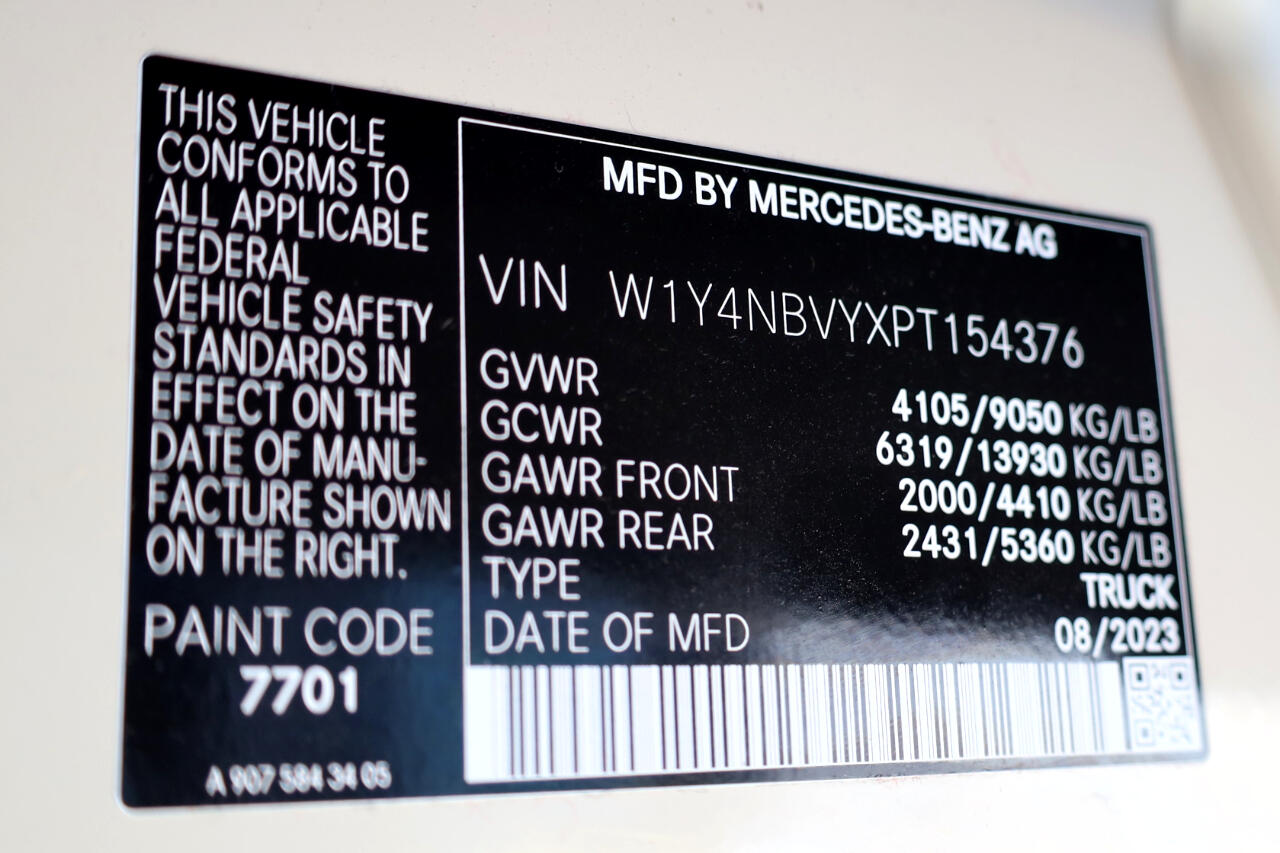 THIS VEHICLE
CONFORMS TO
ALL APPLICABLE
FEDERAL
VEHICLE SAFETY
STANDARDS IN
EFFECT ON THE
DATE OF MANU-
FACTURE SHOWN
ON THE RIGHT.
PAINT CODE
7701
A 907 584 34 05
MFD BY MERCEDES-BENZ AG
VIN W1Y4NBVYXPT154376
GVWR 4105/9050 KG/LB
GCWR 6319/13930 KG/LB
GAWR FRONT 2000/4410 KG/LB
GAWR REAR 2431/5360 KG/LB
TYPE TRUCK
DATE OF MFD 08/2023